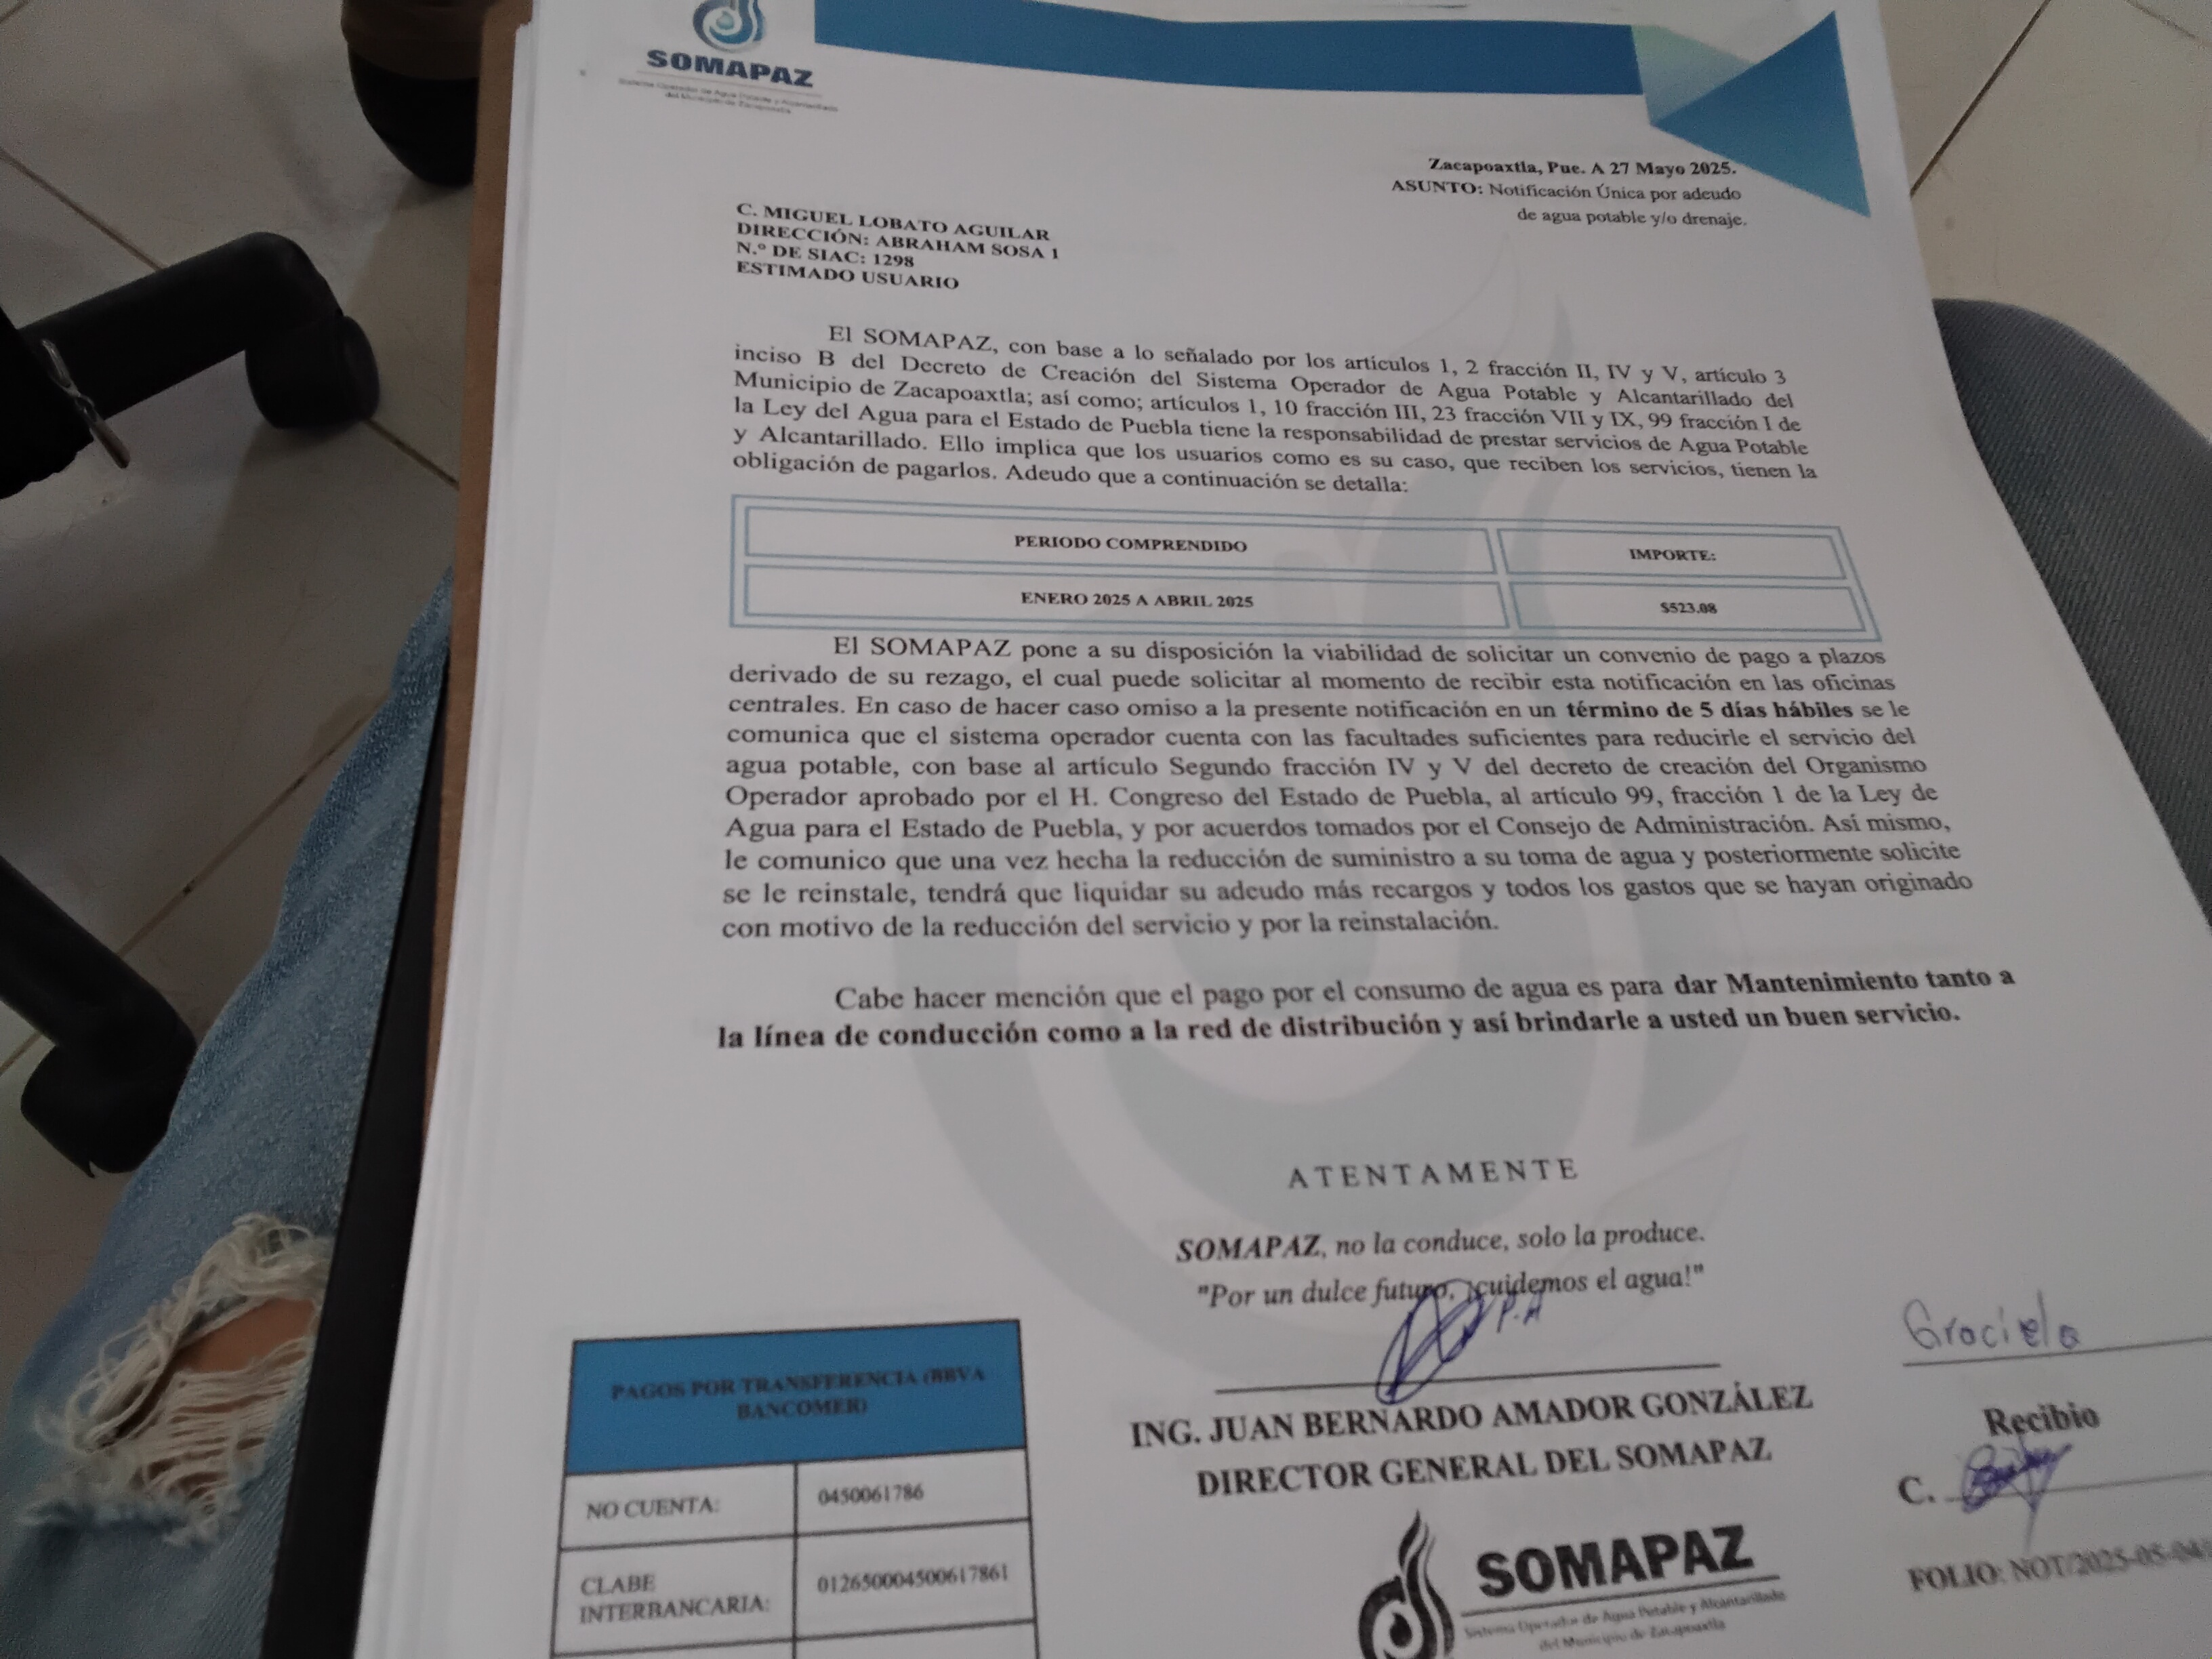 SOMAPAZ
Sistema Operador de Agua Potable y Alcantarillado
del Municipio de Zacapoaxtla
Zacapoaxtla, Pue. A 27 Mayo 2025.
ASUNTO: Notificación Única por adeudo
de agua potable y/o drenaje.
C. MIGUEL LOBATO AGUILAR
DIRECCIÓN: ABRAHAM SOSA 1
N.° DE SIAC: 1298
ESTIMADO USUARIO
El SOMAPAZ, con base a lo señalado por los artículos 1, 2 fracción II, IV y V, artículo 3
inciso B del Decreto de Creación del Sistema Operador de Agua Potable y Alcantarillado del
Municipio de Zacapoaxtla; así como; artículos 1, 10 fracción III, 23 fracción VII y IX, 99 fracción I de
la Ley del Agua para el Estado de Puebla tiene la responsabilidad de prestar servicios de Agua Potable
y Alcantarillado. Ello implica que los usuarios como es su caso, que reciben los servicios, tienen la
obligación de pagarlos. Adeudo que a continuación se detalla:
PERIODO COMPRENDIDO
IMPORTE:
ENERO 2025 A ABRIL 2025
$523.08
El SOMAPAZ pone a su disposición la viabilidad de solicitar un convenio de pago a plazos
derivado de su rezago, el cual puede solicitar al momento de recibir esta notificación en las oficinas
centrales. En caso de hacer caso omiso a la presente notificación en un término de 5 días hábiles se le
comunica que el sistema operador cuenta con las facultades suficientes para reducirle el servicio del
agua potable, con base al artículo Segundo fracción IV y V del decreto de creación del Organismo
Operador aprobado por el H. Congreso del Estado de Puebla, al artículo 99, fracción 1 de la Ley de
Agua para el Estado de Puebla, y por acuerdos tomados por el Consejo de Administración. Así mismo,
le comunico que una vez hecha la reducción de suministro a su toma de agua y posteriormente solicite
se le reinstale, tendrá que liquidar su adeudo más recargos y todos los gastos que se hayan originado
con motivo de la reducción del servicio y por la reinstalación.
Cabe hacer mención que el pago por el consumo de agua es para dar Mantenimiento tanto a
la línea de conducción como a la red de distribución y así brindarle a usted un buen servicio.
ATENTAMENTE
SOMAPAZ, no la conduce, solo la produce.
"Por un dulce futuro, ¡cuidemos el agua!"
P.A
ING. JUAN BERNARDO AMADOR GONZÁLEZ
DIRECTOR GENERAL DEL SOMAPAZ
Graciela
Recibio
C.
FOLIO: NOT/2025-05-04
PAGOS POR TRANSFERENCIA (BBVA
BANCOMER)
NO CUENTA:
0450061786
CLABE
INTERBANCARIA:
012650004500617861
SOMAPAZ
Sistema Operador de Agua Potable y Alcantarillado
del Municipio de Zacapoaxtla